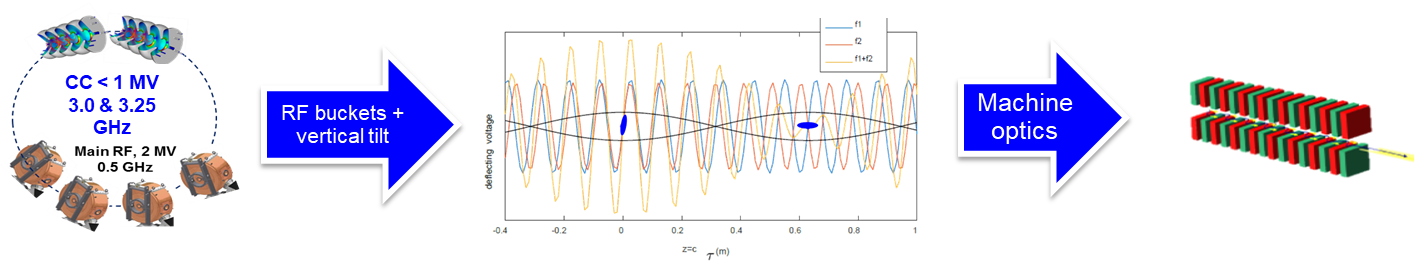 CC < 1 MV
3.0 & 3.25
GHz
Main RF, 2 MV
0.5 GHz
RF buckets +
vertical tilt
f1
f2
f1+f2
deflecting voltage
-0.4
-0.2
0
0.2
0.4
0.6
0.8
1
z=c τ (m)
Machine
optics